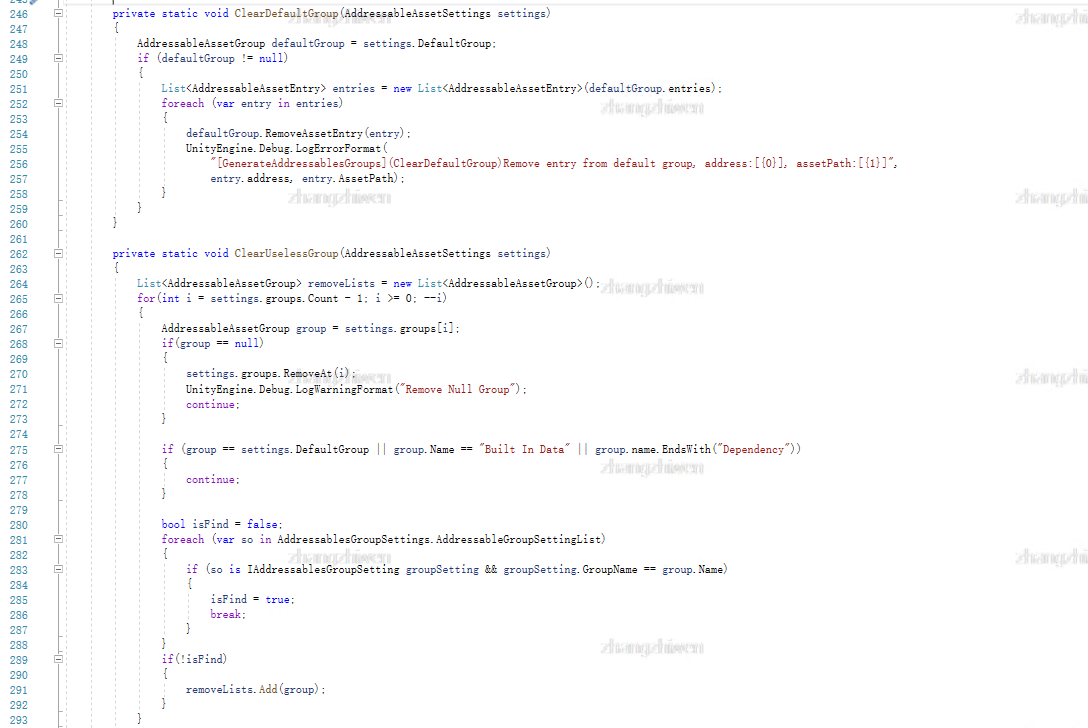 246 private static void ClearDefaultGroup(AddressableAssetSettings settings)
247 {
248 AddressableAssetGroup defaultGroup = settings.DefaultGroup;
249 if (defaultGroup != null)
250 {
251 List<AddressableAssetEntry> entries = new List<AddressableAssetEntry>(defaultGroup.entries);
252 foreach (var entry in entries)
253 {
254 defaultGroup.RemoveAssetEntry(entry);
255 UnityEngine.Debug.LogErrorFormat(
256 "[GenerateAddressablesGroups](ClearDefaultGroup)Remove entry from default group, address:[{0}], assetPath:[{1}]",
257 entry.address, entry.AssetPath);
258 }
259 }
260 }
261
262 private static void ClearUselessGroup(AddressableAssetSettings settings)
263 {
264 List<AddressableAssetGroup> removeLists = new List<AddressableAssetGroup>();
265 for(int i = settings.groups.Count - 1; i >= 0; --i)
266 {
267 AddressableAssetGroup group = settings.groups[i];
268 if(group == null)
269 {
270 settings.groups.RemoveAt(i);
271 UnityEngine.Debug.LogWarningFormat("Remove Null Group");
272 continue;
273 }
274
275 if (group == settings.DefaultGroup || group.Name == "Built In Data" || group.name.EndsWith("Dependency"))
276 {
277 continue;
278 }
279
280 bool isFind = false;
281 foreach (var so in AddressablesGroupSettings.AddressableGroupSettingList)
282 {
283 if (so is IAddressablesGroupSetting groupSetting && groupSetting.GroupName == group.Name)
284 {
285 isFind = true;
286 break;
287 }
288 }
289 if(!isFind)
290 {
291 removeLists.Add(group);
292 }
293 }